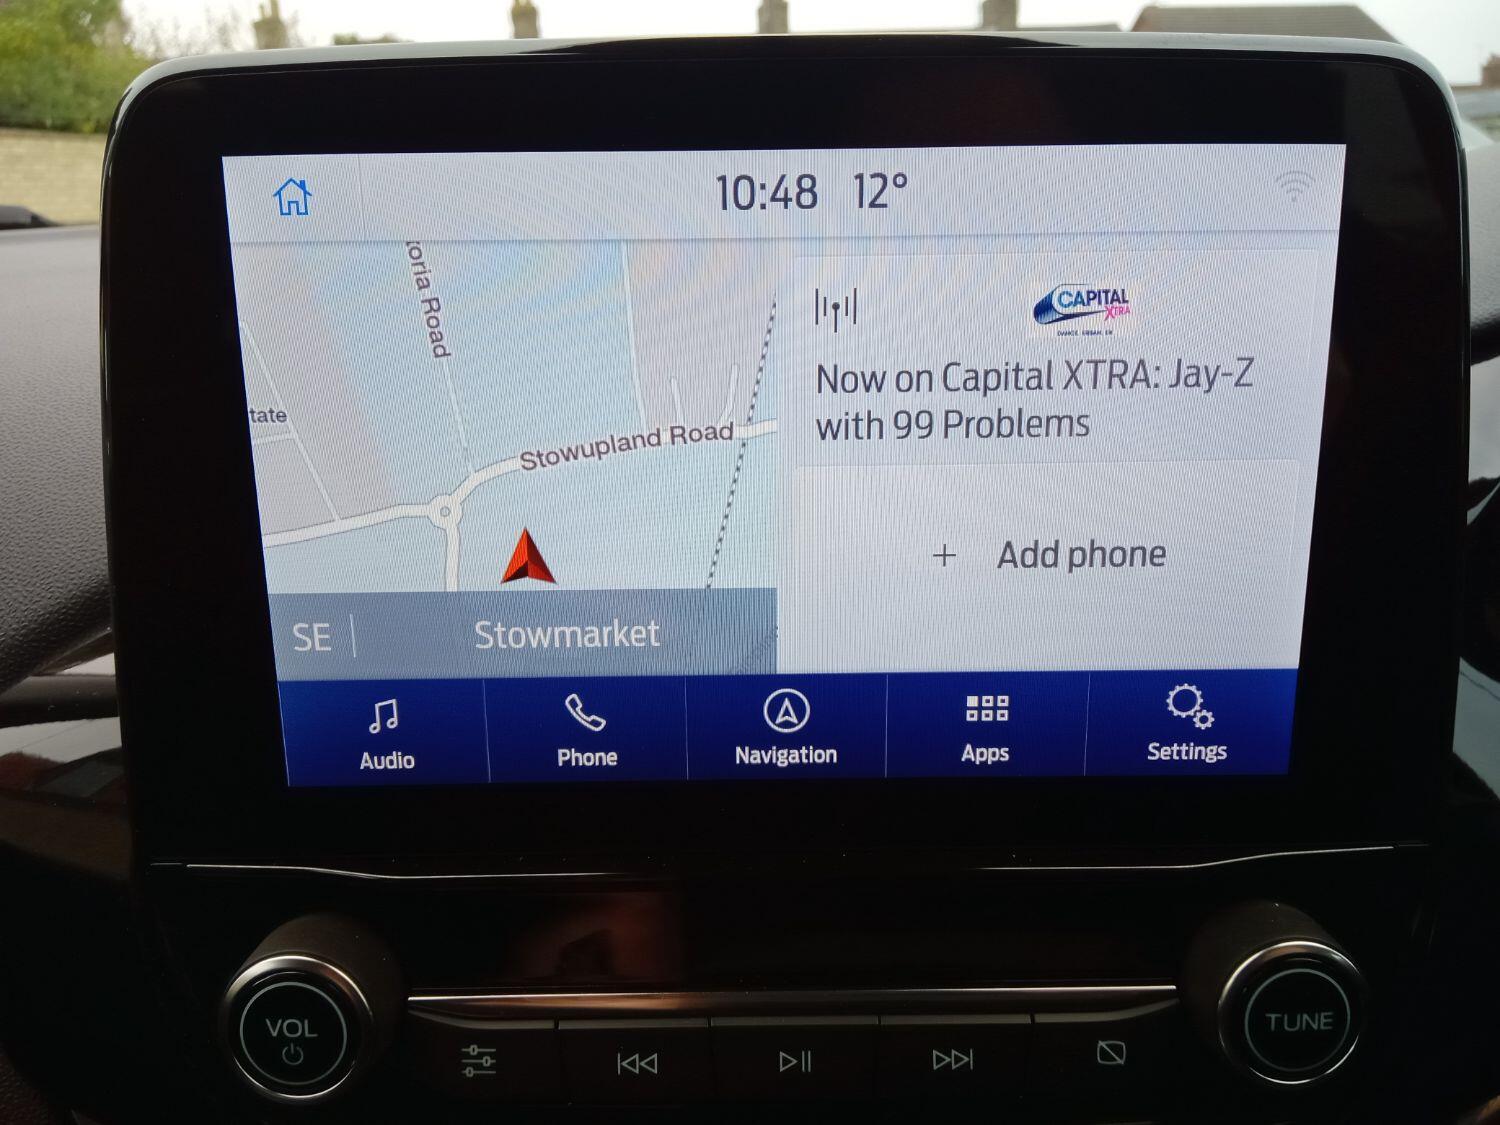 10:48 12°
toria Road
tate
Stowupland Road
SE
Stowmarket
CAPITAL
XTRA
Now on Capital XTRA: Jay-Z
with 99 Problems
+ Add phone
Audio
Phone
Navigation
Apps
Settings
VOL
TUNE